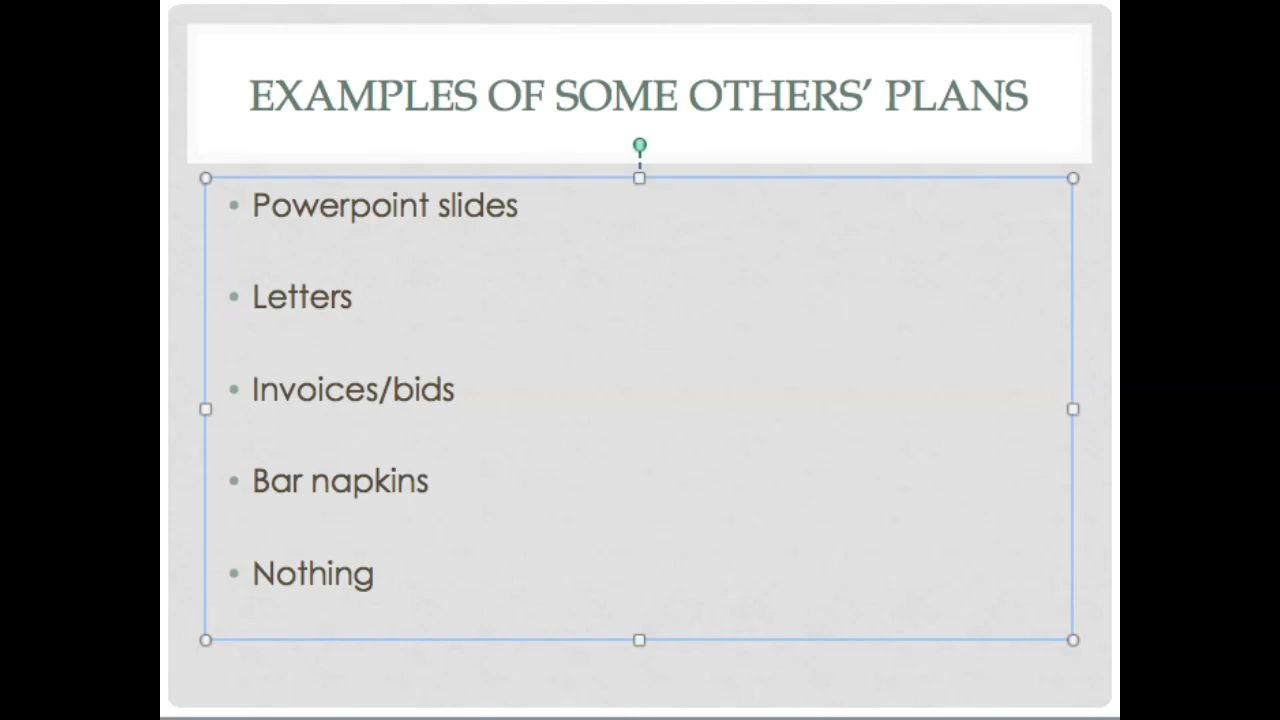 EXAMPLES OF SOME OTHERS’ PLANS
• Powerpoint slides
• Letters
• Invoices/bids
• Bar napkins
• Nothing